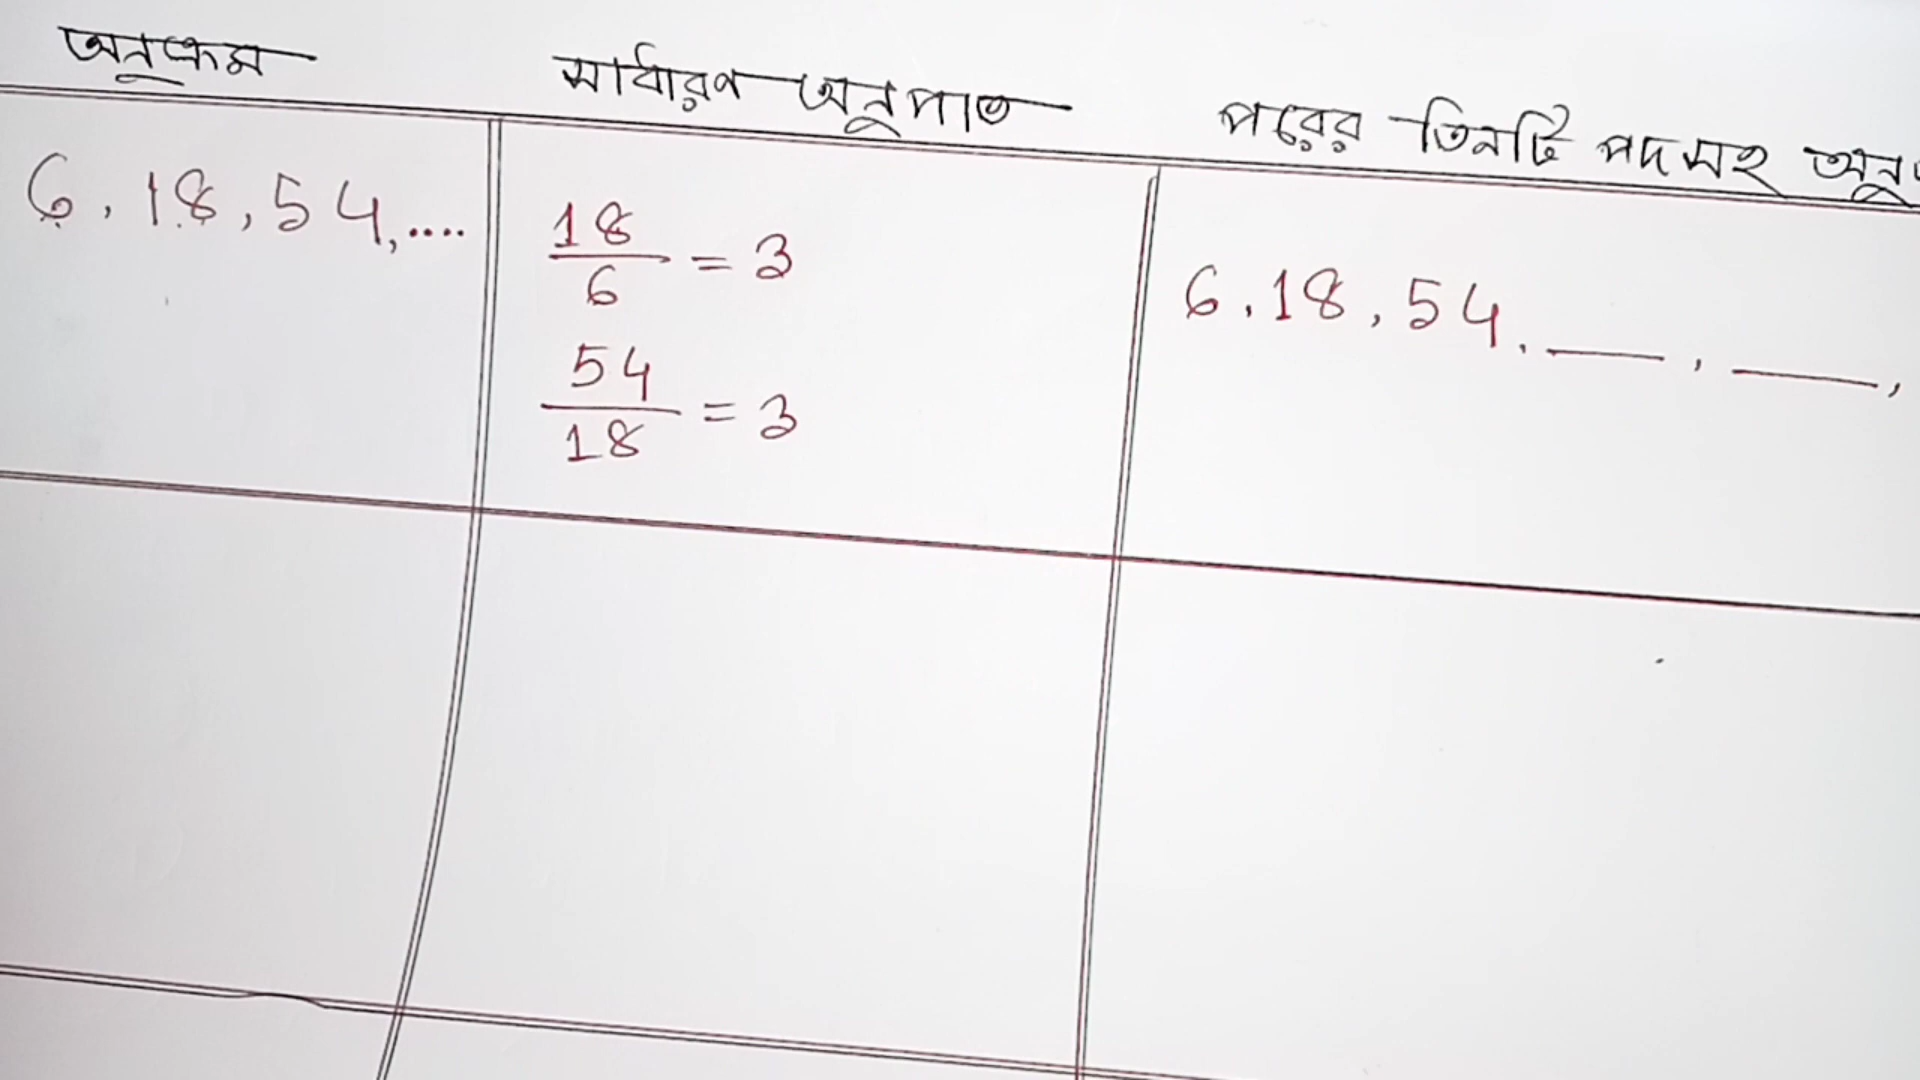 অনুক্রম
সাধারণ অনুপাত
পরের তিনটি পদসহ
6, 18, 54, ....
18/6 = 3
54/18 = 3
6, 18, 54, ___, ___,